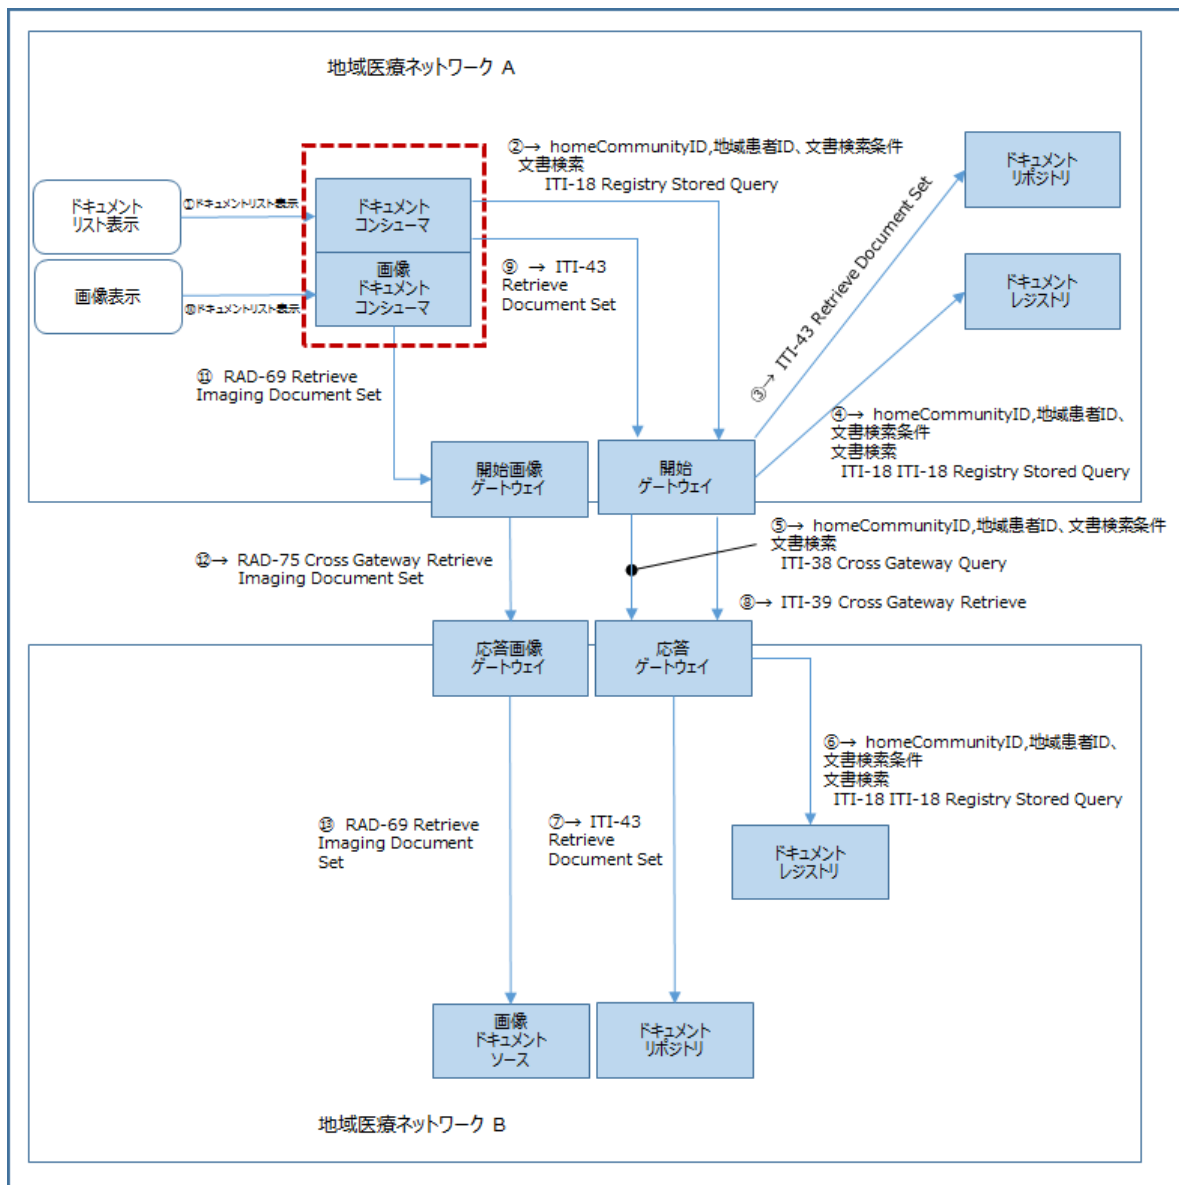 地域医療ネットワーク A
②→ homeCommunityID,地域患者ID、文書検索条件
文書検索
ITI-18 Registry Stored Query
ドキュメント
リポジトリ
ドキュメント
リスト表示
①ドキュメントリスト表示
ドキュメント
コンシューマ
③→ ITI-43 Retrieve Document Set
画像表示
⑩ドキュメントリスト表示
画像
ドキュメント
コンシューマ
⑨ → ITI-43
Retrieve
Document Set
ドキュメント
レジストリ
⑪ RAD-69 Retrieve
Imaging Document Set
④→ homeCommunityID,地域患者ID、
文書検索条件
文書検索
ITI-18 ITI-18 Registry Stored Query
開始画像
ゲートウェイ
開始
ゲートウェイ
⑤→ homeCommunityID,地域患者ID、文書検索条件
文書検索
ITI-38 Cross Gateway Query
⑫→ RAD-75 Cross Gateway Retrieve
Imaging Document Set
⑧→ ITI-39 Cross Gateway Retrieve
応答画像
ゲートウェイ
応答
ゲートウェイ
⑥→ homeCommunityID,地域患者ID、
文書検索条件
文書検索
ITI-18 ITI-18 Registry Stored Query
⑬ RAD-69 Retrieve
Imaging Document
Set
⑦→ ITI-43
Retrieve
Document Set
ドキュメント
レジストリ
画像
ドキュメント
ソース
ドキュメント
リポジトリ
地域医療ネットワーク B